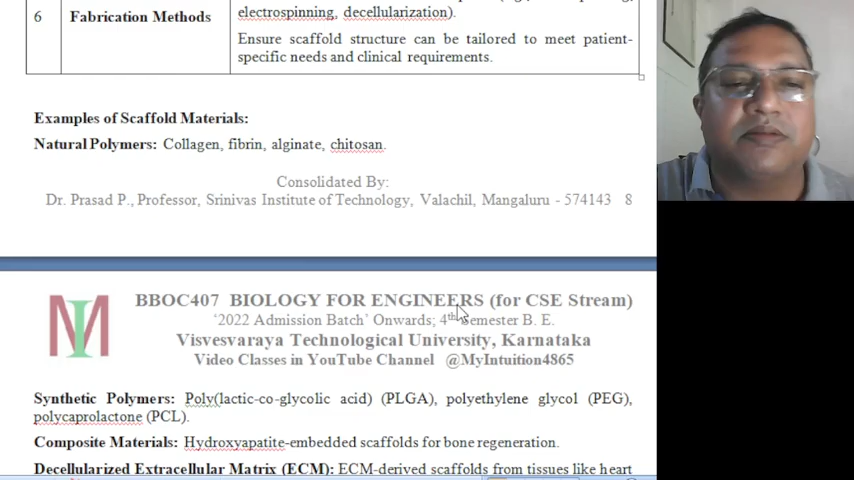 6
Fabrication Methods
electrospinning, decellularization).
Ensure scaffold structure can be tailored to meet patient-
specific needs and clinical requirements.
Examples of Scaffold Materials:
Natural Polymers: Collagen, fibrin, alginate, chitosan.
Consolidated By:
Dr. Prasad P., Professor, Srinivas Institute of Technology, Valachil, Mangaluru - 574143 8
MI
BBOC407 BIOLOGY FOR ENGINEERS (for CSE Stream)
‘2022 Admission Batch’ Onwards; 4th Semester B. E.
Visvesvaraya Technological University, Karnataka
Video Classes in YouTube Channel @MyIntuition4865
Synthetic Polymers: Poly(lactic-co-glycolic acid) (PLGA), polyethylene glycol (PEG),
polycaprolactone (PCL).
Composite Materials: Hydroxyapatite-embedded scaffolds for bone regeneration.
Decellularized Extracellular Matrix (ECM): ECM-derived scaffolds from tissues like heart